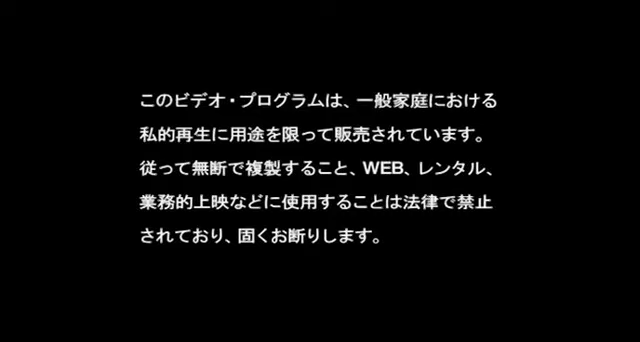 このビデオ・プログラムは、一般家庭における
私的再生に用途を限って販売されています。
従って無断で複製すること、WEB、レンタル、
業務的上映などに使用することは法律で禁止
されており、固くお断りします。